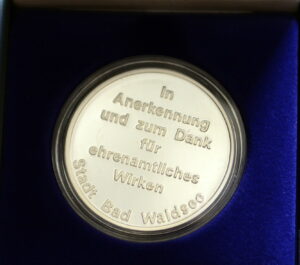 In
Anerkennung
und zum Dank
für
ehrenamtliches
Wirken
Stadt Bad Waldsee